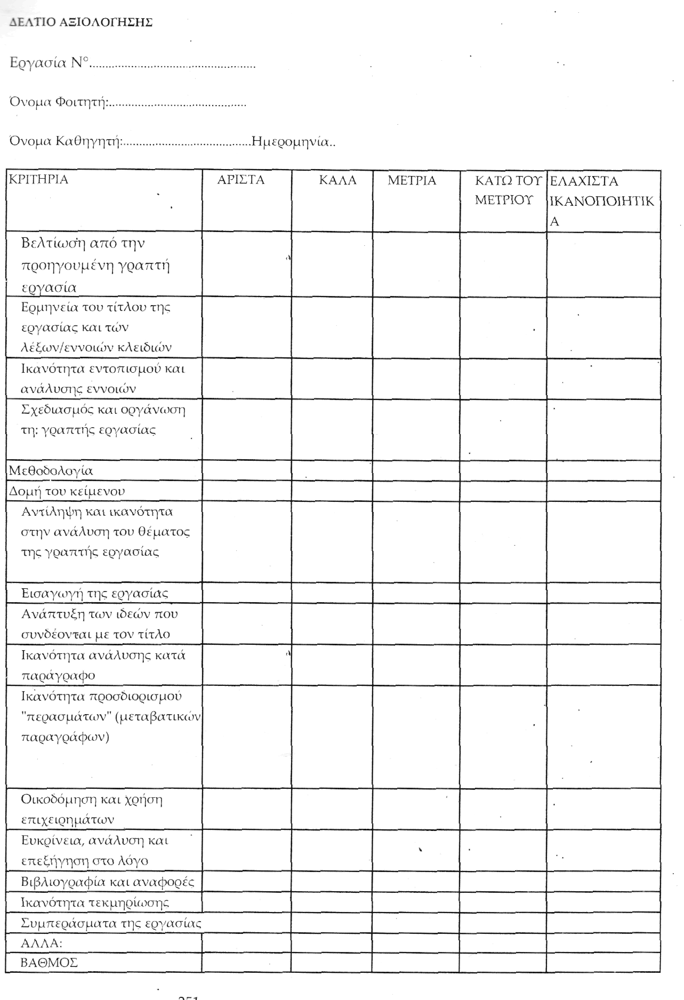 ΔΕΛΤΙΟ ΑΞΙΟΛΟΓΗΣΗΣ
Εργασία Ν°....................................................
Όνομα Φοιτητή:...........................................
Όνομα Καθηγητή:........................................Ημερομηνία..
ΚΡΙΤΗΡΙΑ ΑΡΙΣΤΑ ΚΑΛΑ ΜΕΤΡΙΑ ΚΑΤΩ ΤΟΥ ΕΛΑΧΙΣΤΑ
ΜΕΤΡΙΟΥ ΙΚΑΝΟΠΟΙΗΤΙΚ
Α
Βελτίωση από την
προηγουμένη γραπτή
εργασία
Ερμηνεία του τίτλου της
εργασίας και τών
λέξων/εννοιών κλειδιών
Ικανότητα εντοπισμού και
ανάλυσης εννοιών
Σχεδιασμός και οργάνωση
τη: γραπτής εργασίας
Μεθοδολογία
Δομή του κείμενου
Αντίληψη και ικανότητα
στην ανάλυση του θέματος
της γραπτής εργασίας
Εισαγωγή της εργασίας
Ανάπτυξη των ιδεών που
συνδέονται με τον τίτλο
Ικανότητα ανάλυσης κατά
παράγραφο
Ικανότητα προσδιορισμού
"περασμάτων" (μεταβατικών
παραγράφων)
Οικοδόμηση και χρήση
επιχειρημάτων
Ευκρίνεια, ανάλυση και
επεξήγηση στο λόγο
Βιβλιογραφία και αναφορές
Ικανότητα τεκμηρίωσης
Συμπεράσματα της εργασίας
ΑΛΛΑ:
ΒΑΘΜΟΣ
251